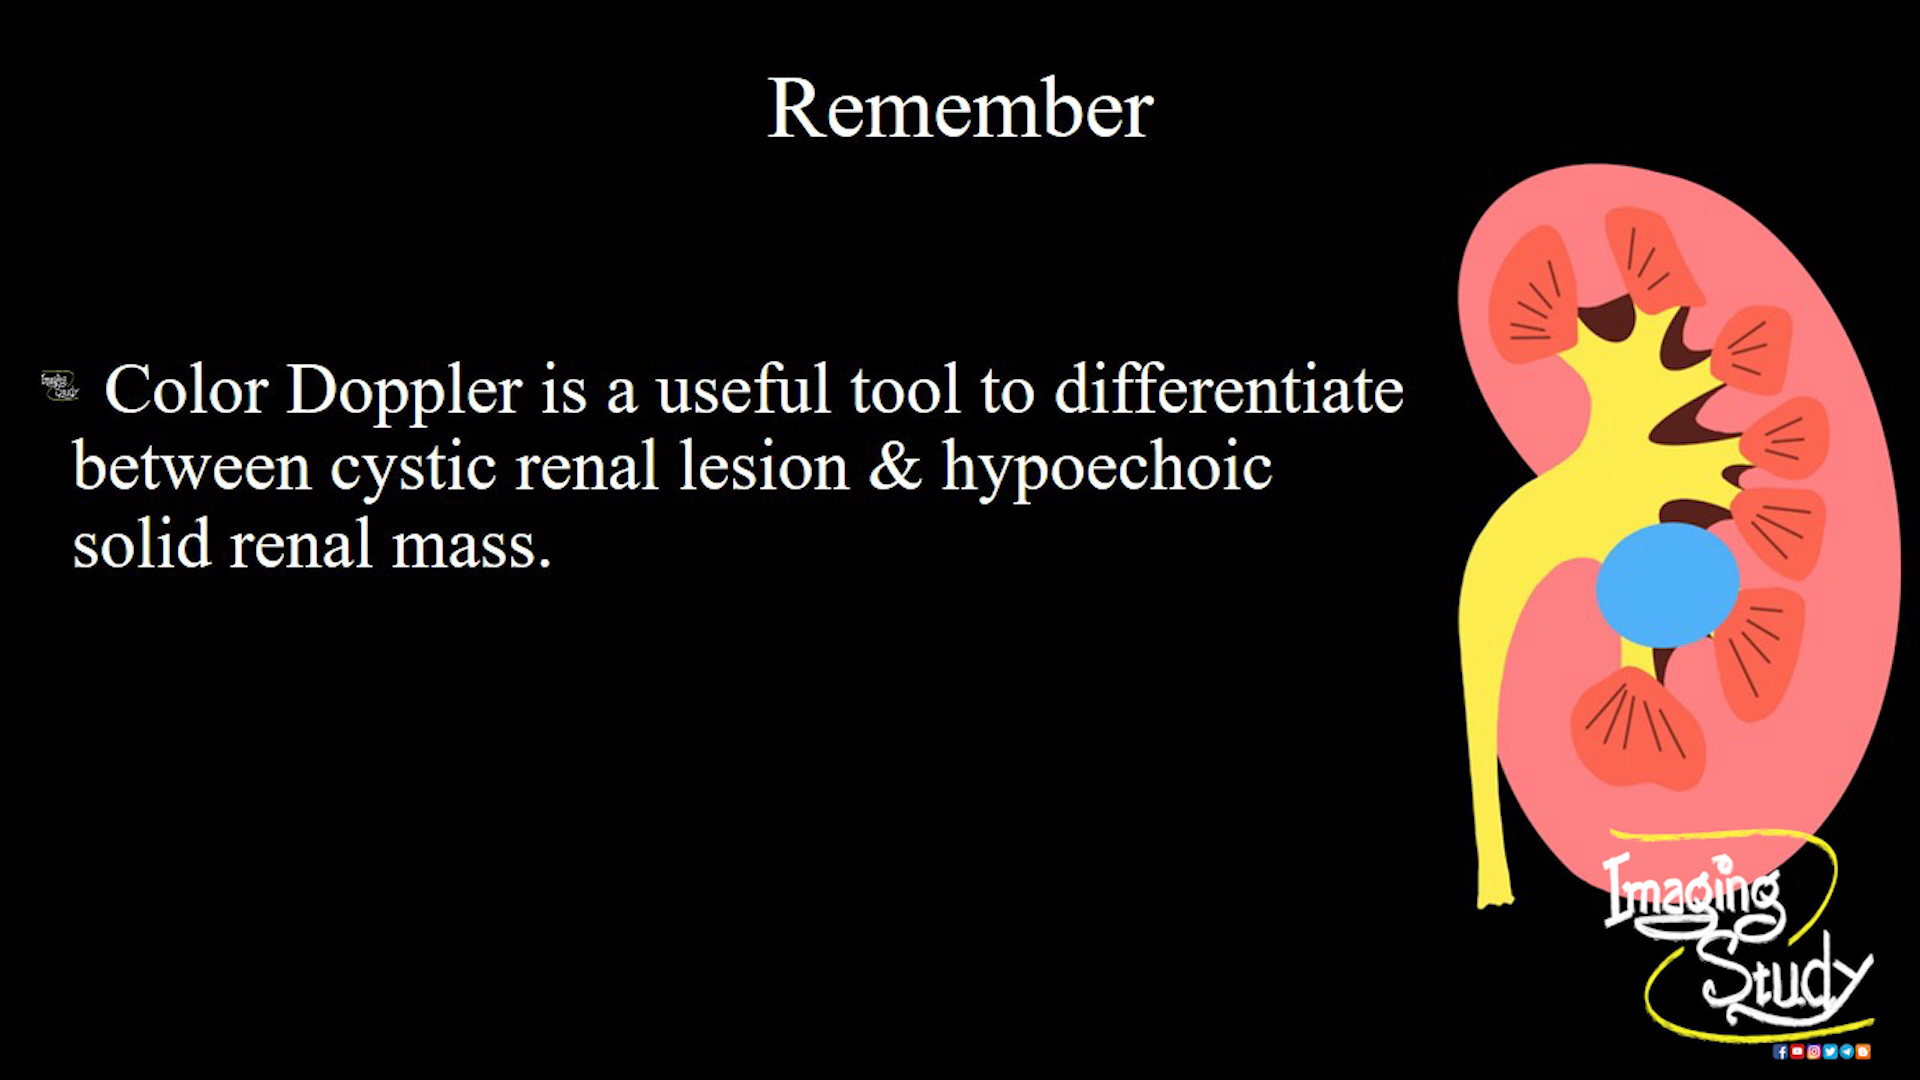 Remember
Color Doppler is a useful tool to differentiate
between cystic renal lesion & hypoechoic
solid renal mass.
Imaging
Study